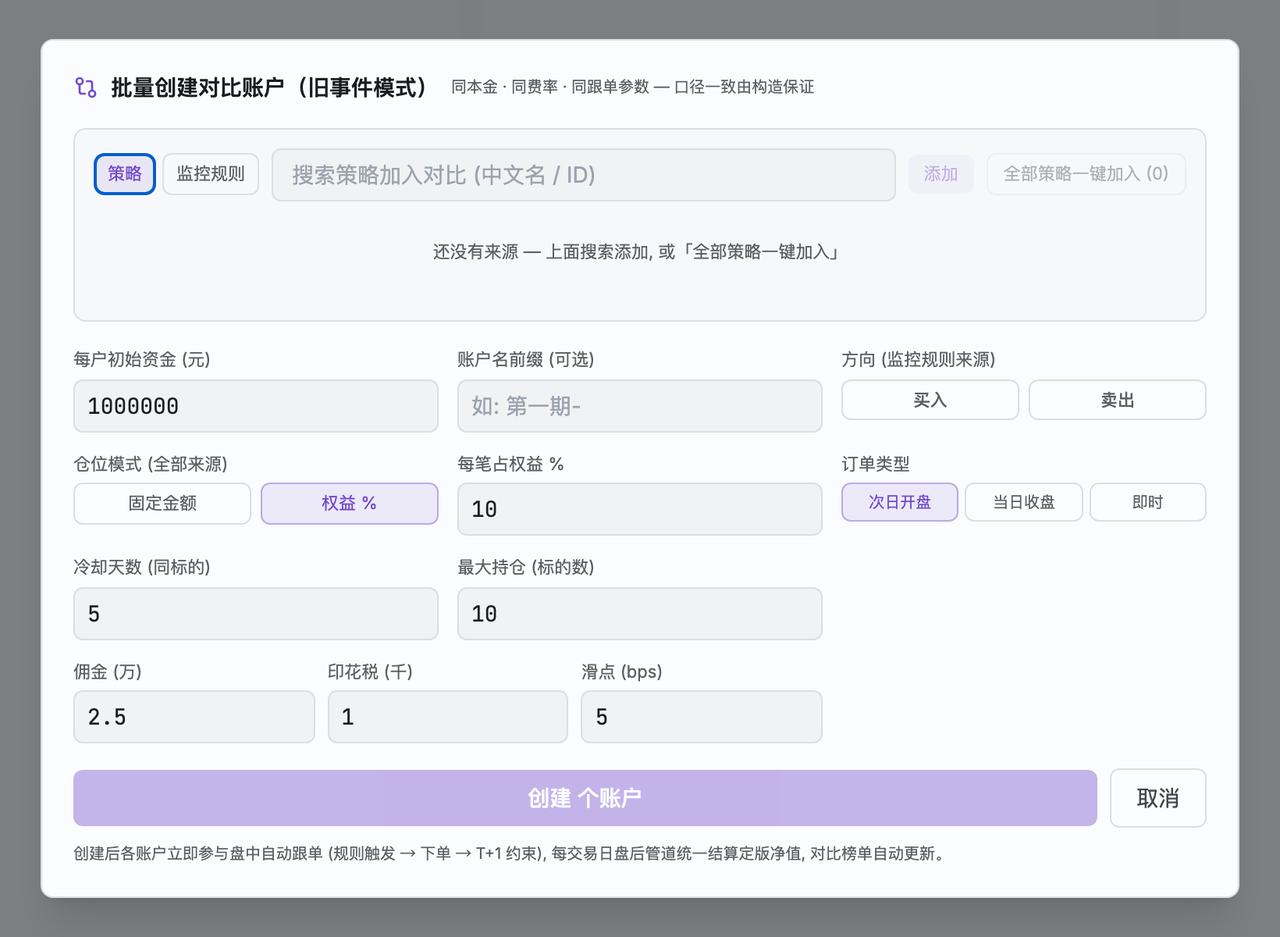 批量创建对比账户（旧事件模式） 同本金 · 同费率 · 同跟单参数 — 口径一致由构造保证
策略 监控规则 搜索策略加入对比 (中文名 / ID) 添加 全部策略一键加入 (0)
还没有来源 — 上面搜索添加, 或「全部策略一键加入」
每户初始资金 (元) 账户名前缀 (可选) 方向 (监控规则来源)
1000000 如: 第一期- 买入 卖出
仓位模式 (全部来源) 每笔占权益 % 订单类型
固定金额 权益 % 10 次日开盘 当日收盘 即时
冷却天数 (同标的) 最大持仓 (标的数)
5 10
佣金 (万) 印花税 (千) 滑点 (bps)
2.5 1 5
创建 个账户 取消
创建后各账户立即参与盘中自动跟单 (规则触发 → 下单 → T+1 约束), 每交易日盘后管道统一结算定版净值, 对比榜单自动更新。